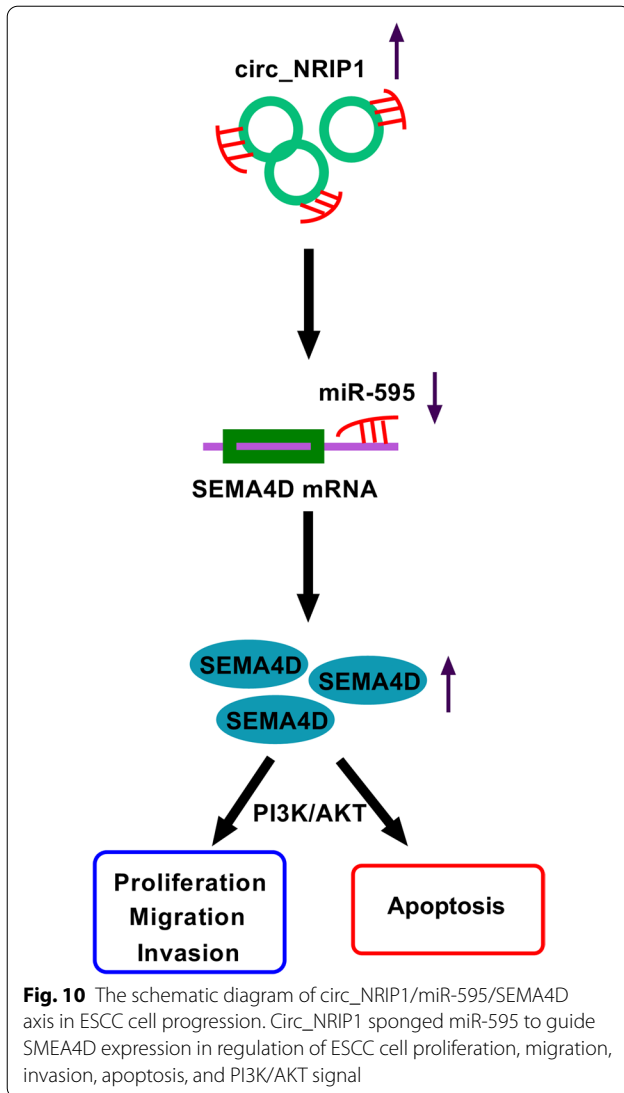 circ_NRIP1
miR-595
SEMA4D mRNA
SEMA4D
SEMA4D
SEMA4D
PI3K/AKT
Proliferation
Migration
Invasion
Apoptosis
Fig. 10 The schematic diagram of circ_NRIP1/miR-595/SEMA4D
axis in ESCC cell progression. Circ_NRIP1 sponged miR-595 to guide
SMEA4D expression in regulation of ESCC cell proliferation, migration,
invasion, apoptosis, and PI3K/AKT signal